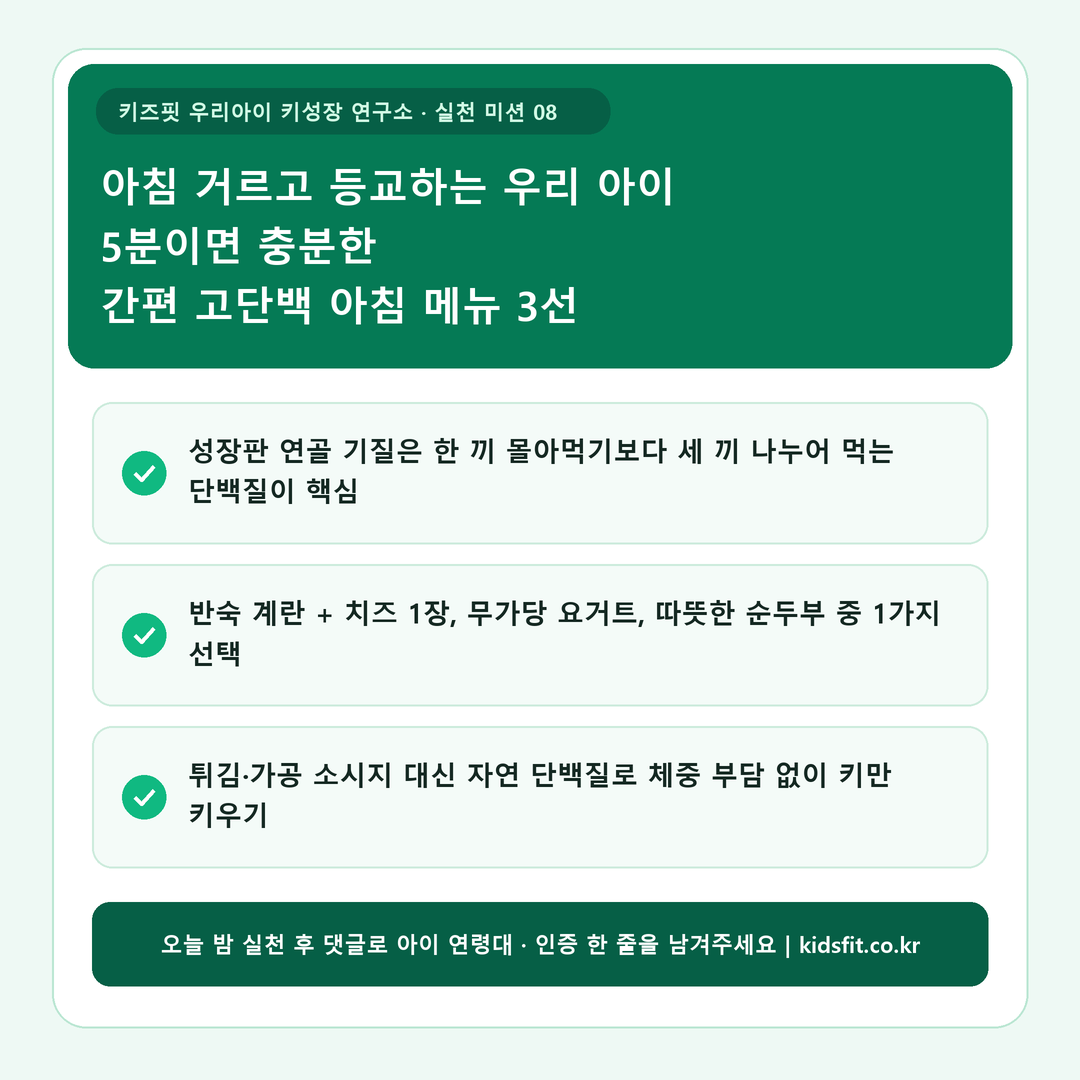 키즈핏 우리아이 키성장 연구소 · 실천 미션 08
아침 거르고 등교하는 우리 아이
5분이면 충분한
간편 고단백 아침 메뉴 3선
성장판 연골 기질은 한 끼 몰아먹기보다 세 끼 나누어 먹는
단백질이 핵심
반숙 계란 + 치즈 1장, 무가당 요거트, 따뜻한 순두부 중 1가지
선택
튀김·가공 소시지 대신 자연 단백질로 체중 부담 없이 키만
키우기
오늘 밤 실천 후 댓글로 아이 연령대 · 인증 한 줄을 남겨주세요 | kidsfit.co.kr